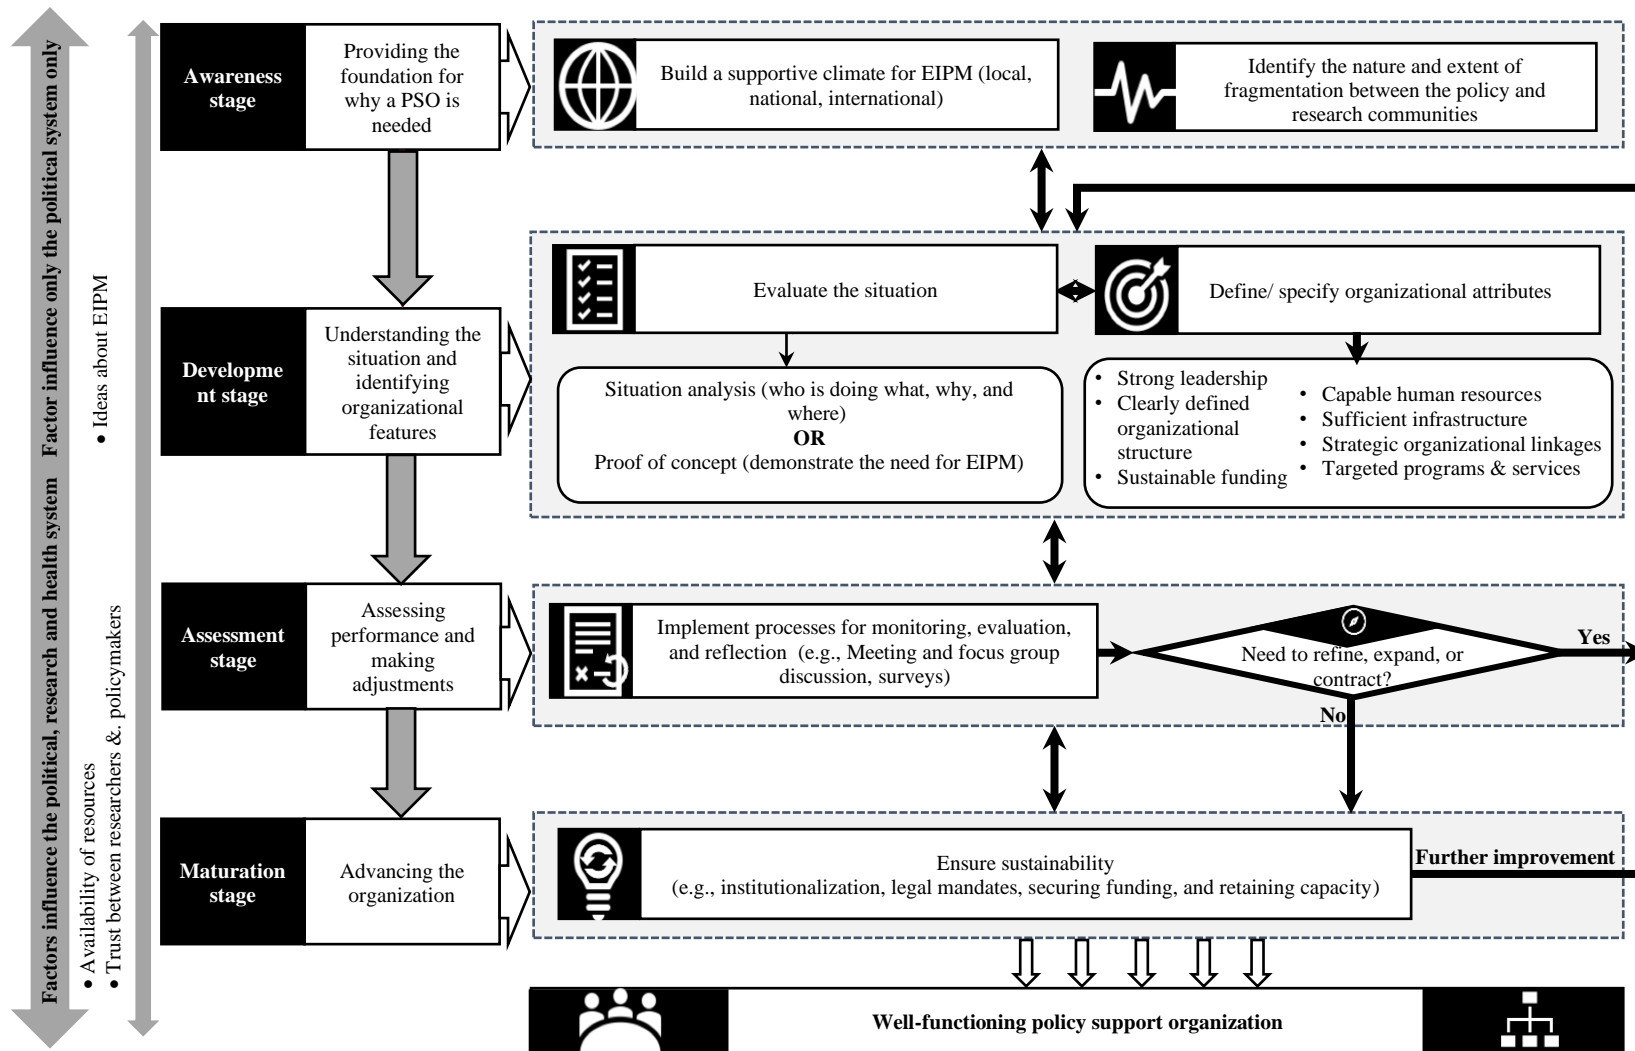 Factor influence only the political system only
Factors influence the political, research and health system
• Ideas about EIPM
• Availability of resources
• Trust between researchers &. policymakers
Awareness
stage
Providing the
foundation for
why a PSO is
needed
Build a supportive climate for EIPM (local,
national, international)
Identify the nature and extent of
fragmentation between the policy and
research communities
Developme
nt stage
Understanding the
situation and
identifying
organizational
features
Evaluate the situation
Define/ specify organizational attributes
Situation analysis (who is doing what, why, and
where)
OR
Proof of concept (demonstrate the need for EIPM)
• Strong leadership
• Clearly defined
organizational
structure
• Sustainable funding
• Capable human resources
• Sufficient infrastructure
• Strategic organizational linkages
• Targeted programs & services
Assessment
stage
Assessing
performance and
making
adjustments
Implement processes for monitoring, evaluation,
and reflection (e.g., Meeting and focus group
discussion, surveys)
Need to refine, expand, or
contract?
Yes
No
Maturation
stage
Advancing the
organization
Ensure sustainability
(e.g., institutionalization, legal mandates, securing funding, and retaining capacity)
Further improvement
Well-functioning policy support organization